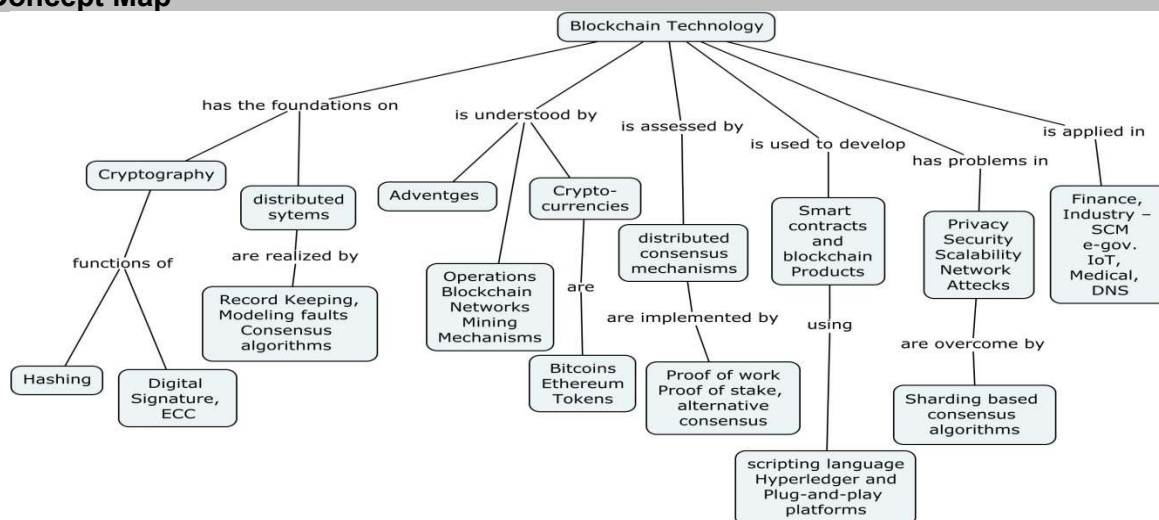 Concept Map
Blockchain Technology
has the foundations on
is understood by
is assessed by
is used to develop
has problems in
is applied in
Cryptography
distributed
sytems
Adventges
Crypto-
currencies
distributed
consensus
mechanisms
Smart
contracts
and
blockchain
Products
Privacy
Security
Scalability
Network
Attecks
Finance,
Industry –
SCM
e-gov.
IoT,
Medical,
DNS
functions of
are realized by
are
are implemented by
using
are overcome by
Record Keeping,
Modeling faults
Consensus
algorithms
Operations
Blockchain
Networks
Mining
Mechanisms
Hashing
Digital
Signature,
ECC
Bitcoins
Ethereum
Tokens
Proof of work
Proof of stake,
alternative
consensus
Sharding based
consensus
algorithms
scripting language
Hyperledger and
Plug-and-play
platforms